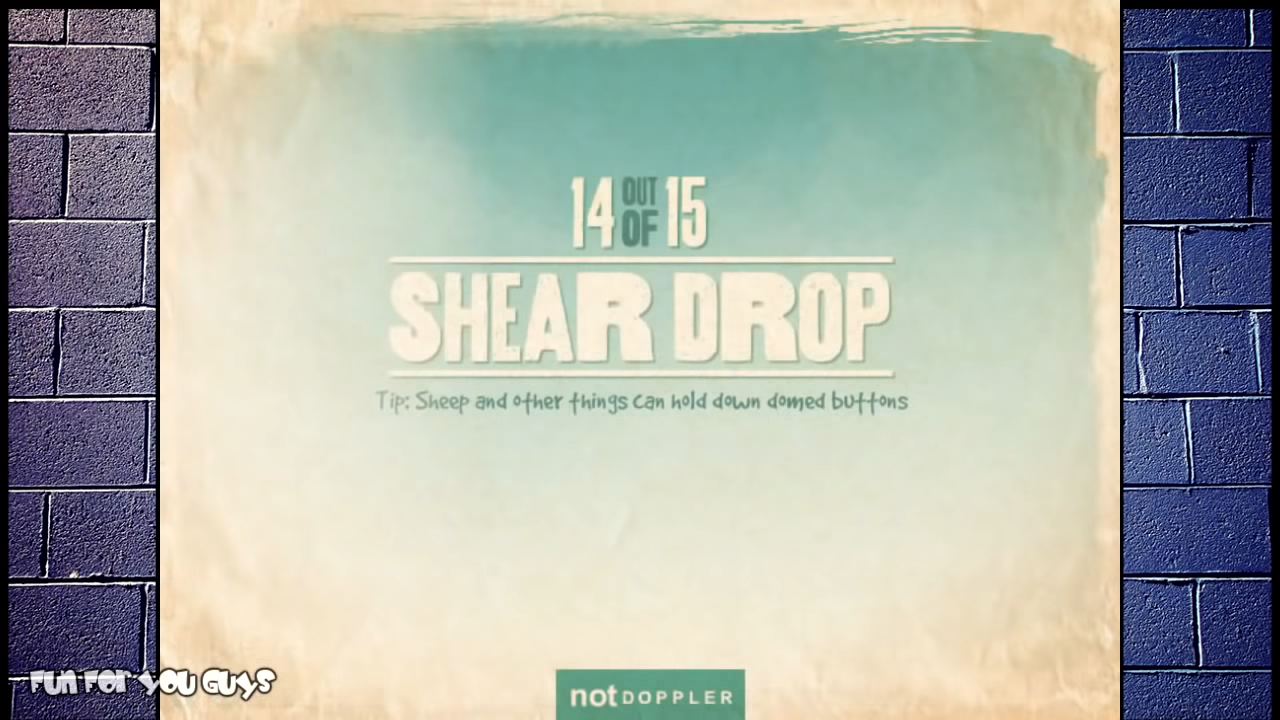 14 OUT OF 15
SHEAR DROP
Tip: Sheep and other things can hold down domed buttons
FUN FOR YOU GUYS
notDOPPLER